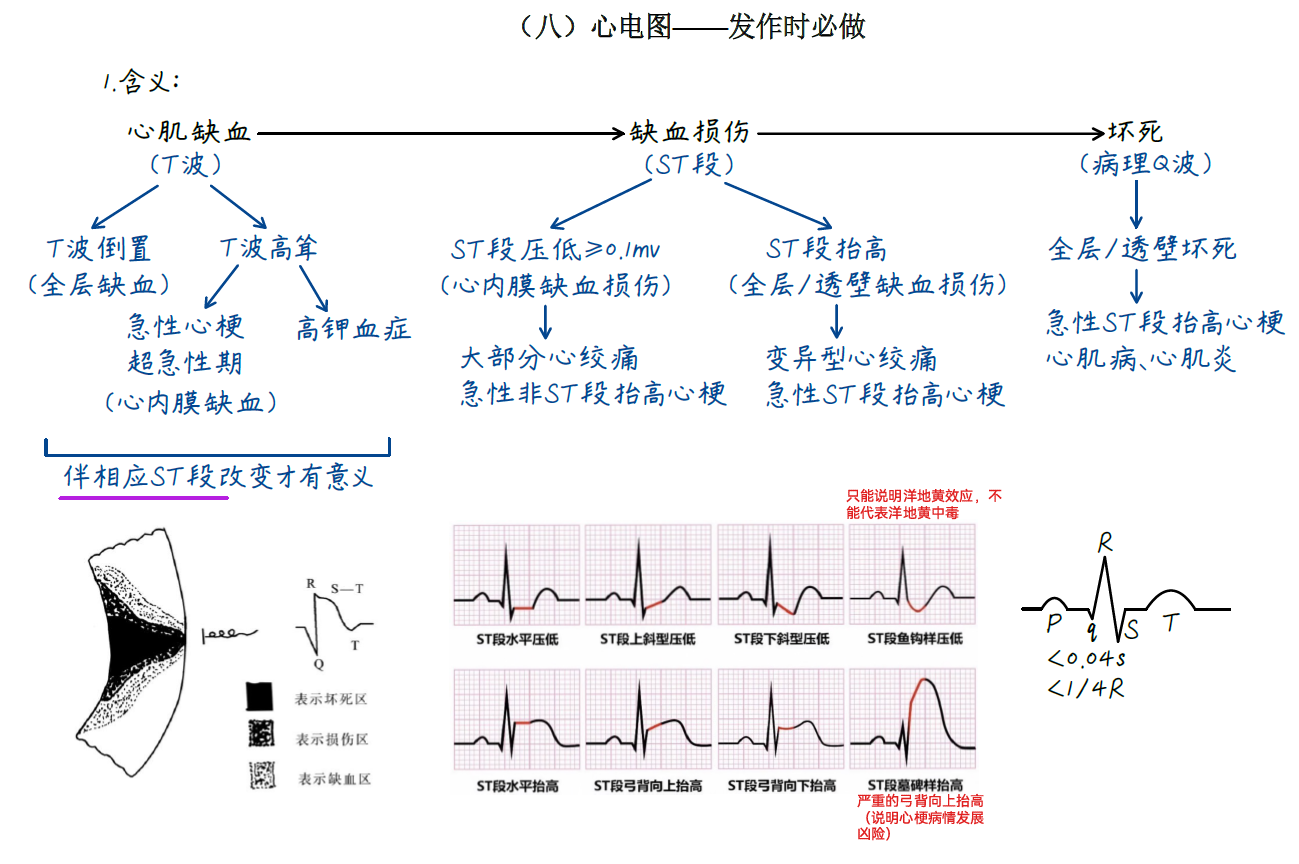 （八）心电图——发作时必做
1.含义：
心肌缺血
缺血损伤
坏死
（T波）
（ST段）
（病理Q波）
T波倒置
（全层缺血）
T波高耸
急性心梗
超急性期
（心内膜缺血）
高钾血症
ST段压低≥0.1mv
（心内膜缺血损伤）
大部分心绞痛
急性非ST段抬高心梗
ST段抬高
（全层/透壁缺血损伤）
变异型心绞痛
急性ST段抬高心梗
全层/透壁坏死
急性ST段抬高心梗
心肌病、心肌炎
伴相应ST段改变才有意义
R
S—T
T
Q
表示坏死区
表示损伤区
表示缺血区
只能说明洋地黄效应，不
能代表洋地黄中毒
ST段水平压低
ST段上斜型压低
ST段下斜型压低
ST段鱼钩样压低
ST段水平抬高
ST段弓背向上抬高
ST段弓背向下抬高
ST段墓碑样抬高
严重的弓背向上抬高
（说明心梗病情发展
凶险）
R
P
q
S
T
<0.04s
<1/4R